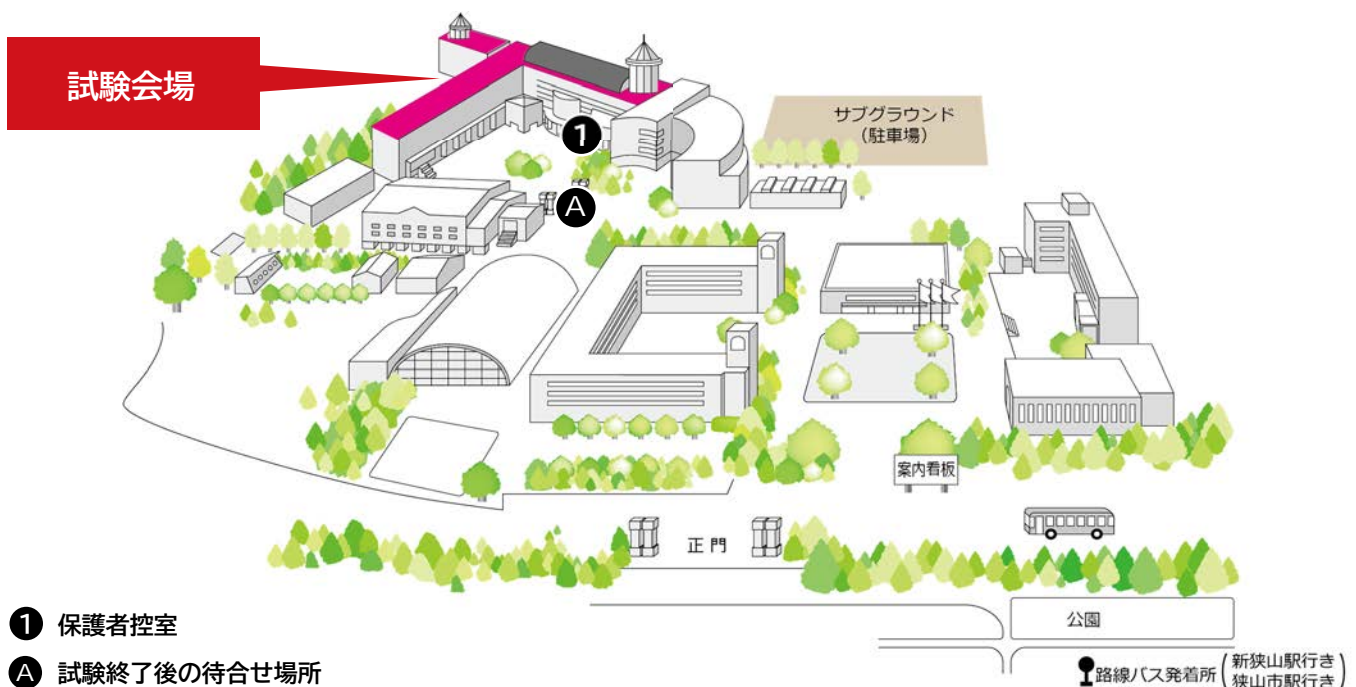 試験会場
サブグラウンド
(駐車場)
1
A
案内看板
正門
公園
1 保護者控室
A 試験終了後の待合せ場所
路線バス発着所(新狭山駅行き
狭山市駅行き)